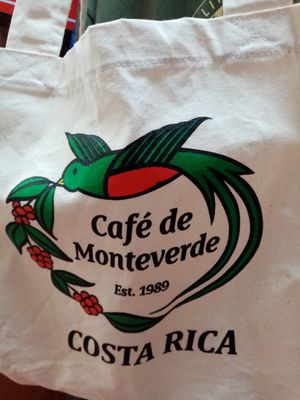 Café de
Monteverde
Est. 1989
COSTA RICA